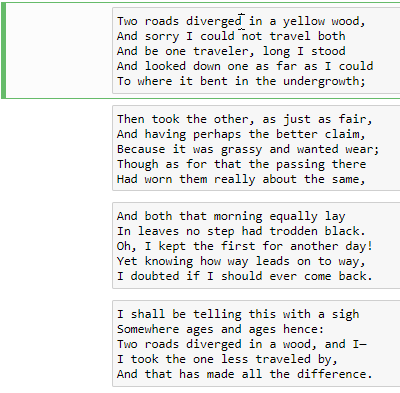 Two roads diverged in a yellow wood,
And sorry I could not travel both
And be one traveler, long I stood
And looked down one as far as I could
To where it bent in the undergrowth;
Then took the other, as just as fair,
And having perhaps the better claim,
Because it was grassy and wanted wear;
Though as for that the passing there
Had worn them really about the same,
And both that morning equally lay
In leaves no step had trodden black.
Oh, I kept the first for another day!
Yet knowing how way leads on to way,
I doubted if I should ever come back.
I shall be telling this with a sigh
Somewhere ages and ages hence:
Two roads diverged in a wood, and I—
I took the one less traveled by,
And that has made all the difference.